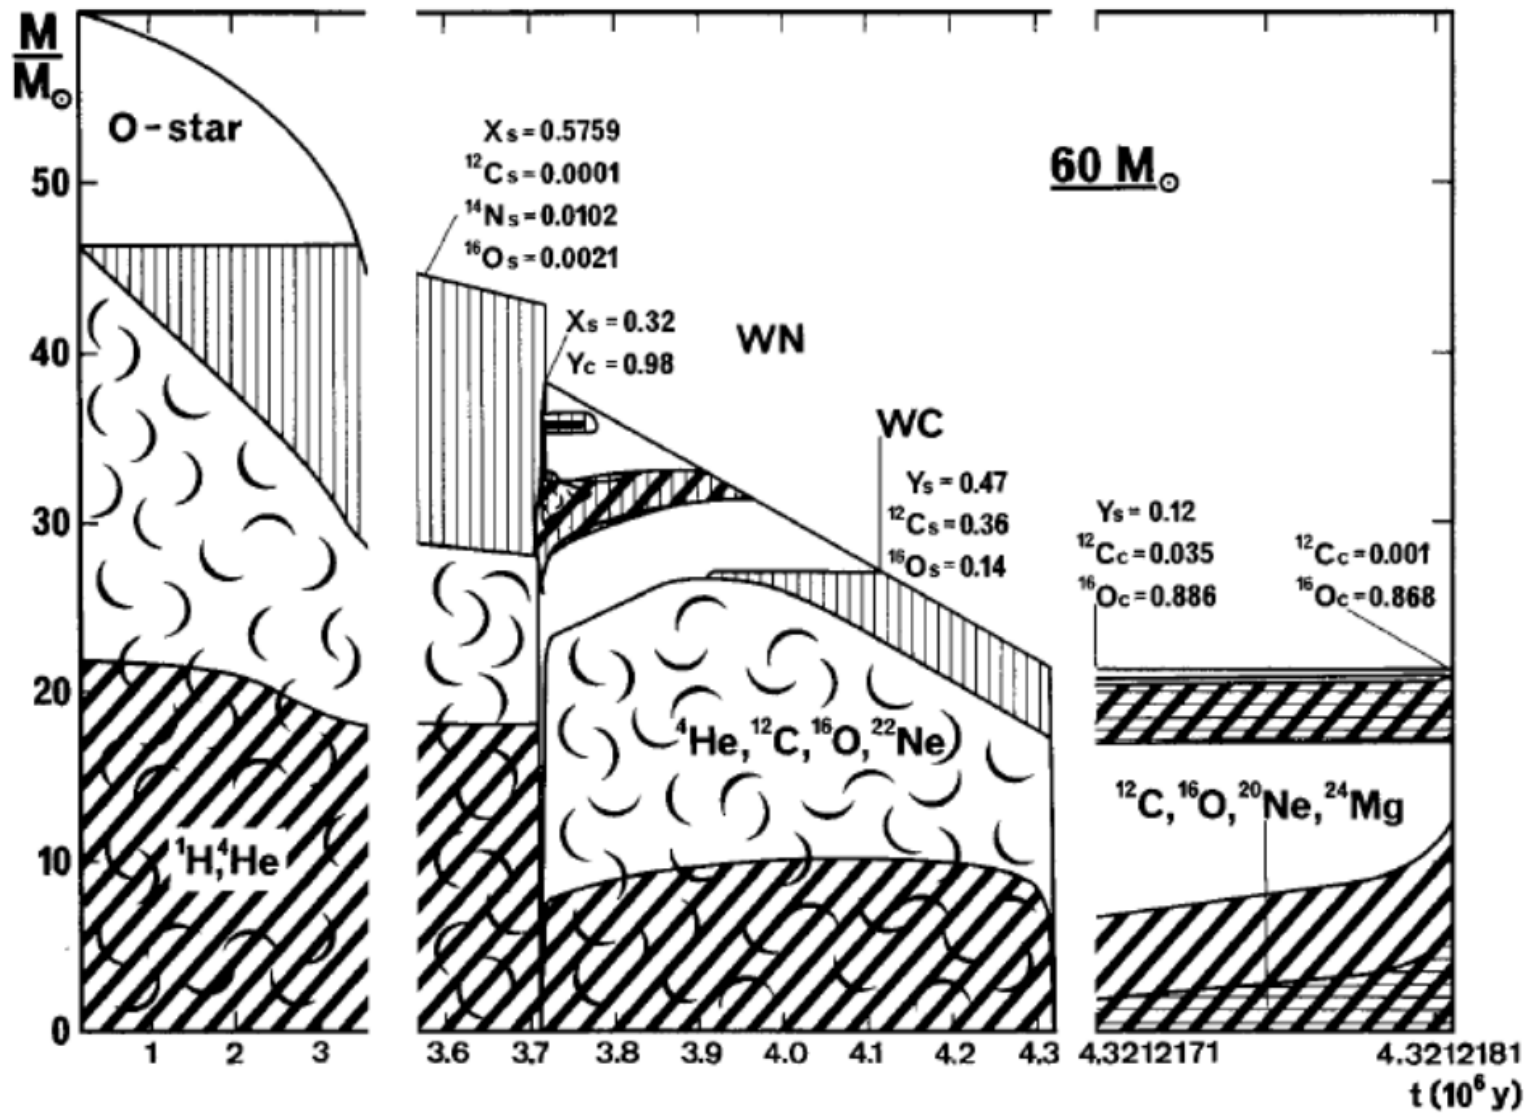 M
M☉
O-star
50
40
30
20
10
0
Xs=0.5759
¹²Cs=0.0001
¹⁴Ns=0.0102
¹⁶Os=0.0021
60 M☉
Xs=0.32
Yc=0.98
WN
WC
Ys=0.47
¹²Cs=0.36
¹⁶Os=0.14
Ys=0.12
¹²Cc=0.035
¹⁶Oc=0.886
¹²Cc=0.001
¹⁶Oc=0.868
¹H,⁴He
⁴He,¹²C,¹⁶O,²²Ne)
¹²C,¹⁶O,²⁰Ne,²⁴Mg
1 2 3 3.6 3.7 3.8 3.9 4.0 4.1 4.2 4.3 4.3212171 4.3212181
t(10⁶y)